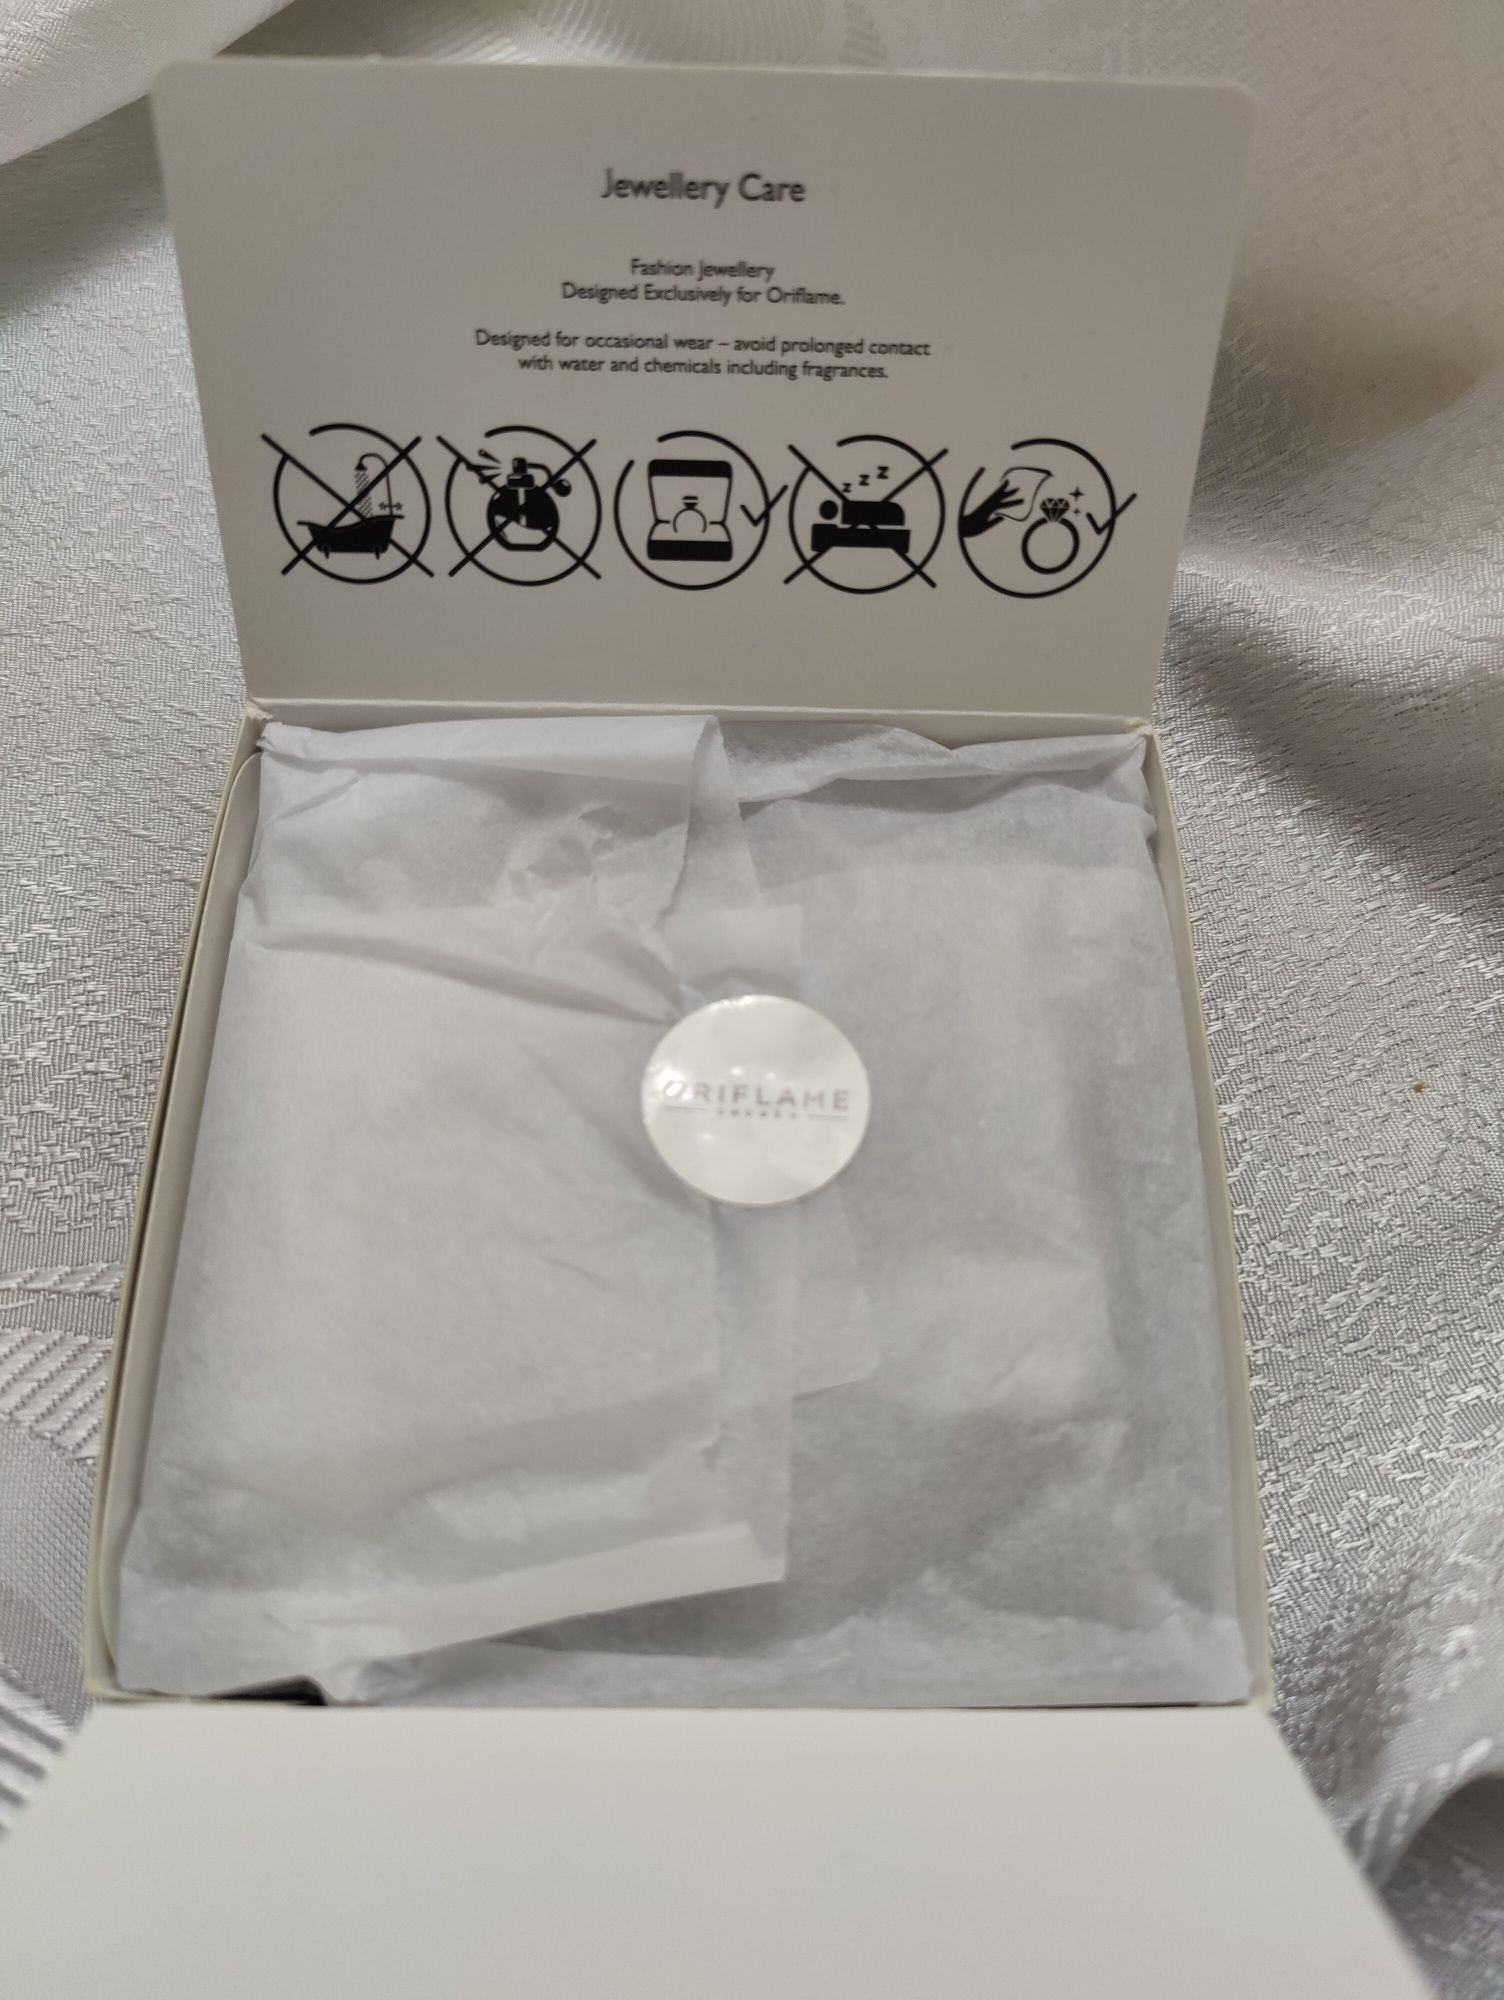 Jewellery Care
Fashion Jewellery
Designed Exclusively for Oriflame.
Designed for occasional wear – avoid prolonged contact
with water and chemicals including fragrances.
z z z
ORIFLAME
SWEDEN